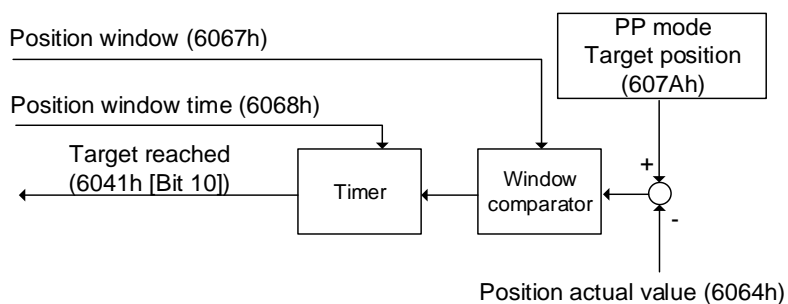 Position window (6067h)
PP mode
Target position
(607Ah)
Position window time (6068h)
Target reached
(6041h [Bit 10])
Timer
Window
comparator
+
-
Position actual value (6064h)